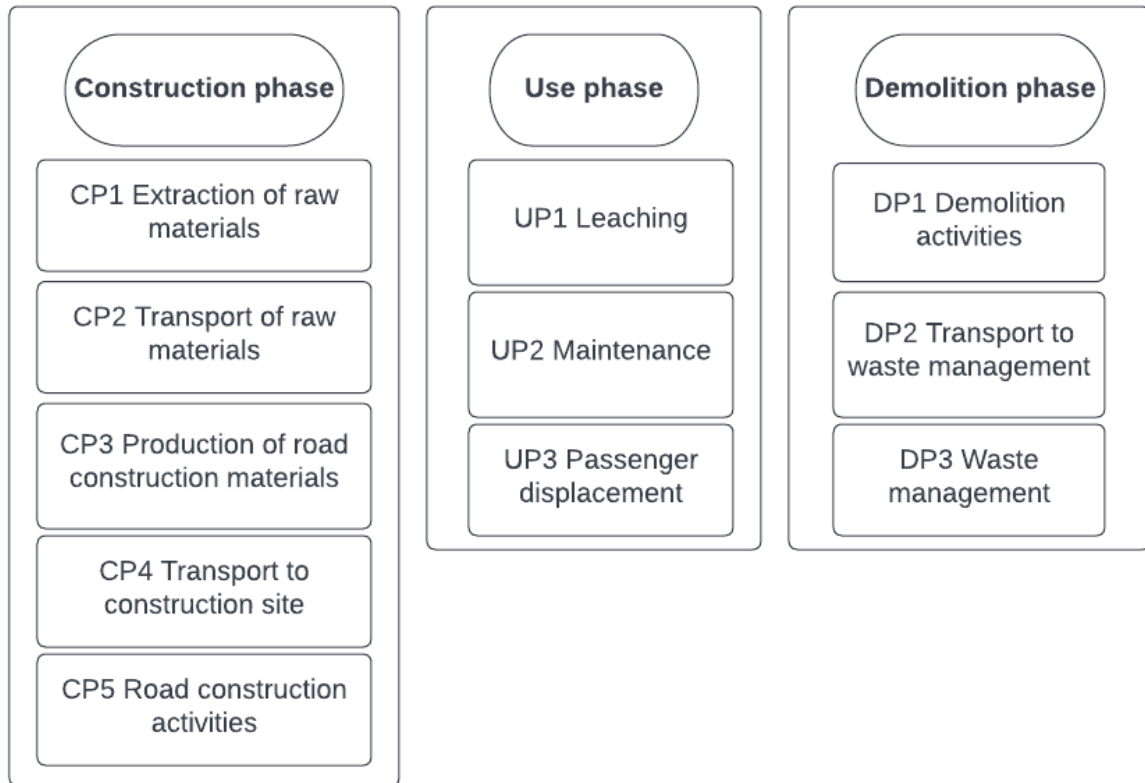 Construction phase
CP1 Extraction of raw
materials
CP2 Transport of raw
materials
CP3 Production of road
construction materials
CP4 Transport to
construction site
CP5 Road construction
activities
Use phase
UP1 Leaching
UP2 Maintenance
UP3 Passenger
displacement
Demolition phase
DP1 Demolition
activities
DP2 Transport to
waste management
DP3 Waste
management